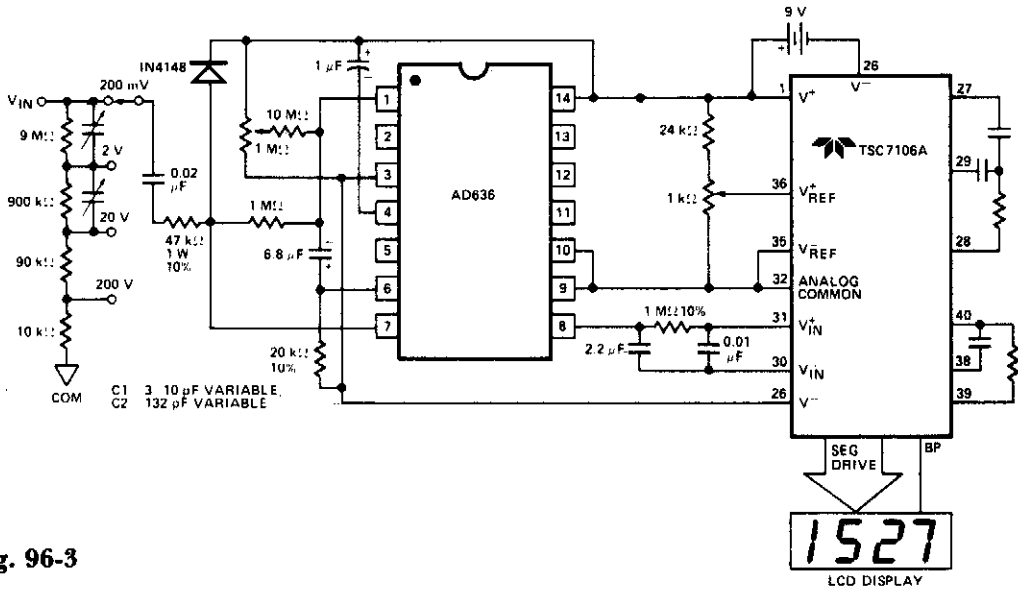 9 V
+
26
V⁻
IN4148
1 µF
+
−
VIN
200 mV
9 MΩ
2 V
900 kΩ
20 V
90 kΩ
200 V
10 kΩ
COM
0.02 µF
47 kΩ
1 W
10%
10 MΩ
1 MΩ
1 MΩ
6.8 µF
−
+
20 kΩ
10%
C1 3 10 pF VARIABLE,
C2 132 pF VARIABLE
1
2
3
4
5
6
7
AD636
14
13
12
11
10
9
8
24 kΩ
1 kΩ
1 MΩ 10%
2.2 µF
0.01 µF
1 V⁺
TSC7106A
36 V⁺REF
35 V⁻REF
32 ANALOG COMMON
31 V⁺IN
30 VIN
26 V⁻
27
29
28
40
38
39
SEG DRIVE
BP
1527
LCD DISPLAY
g. 96-3